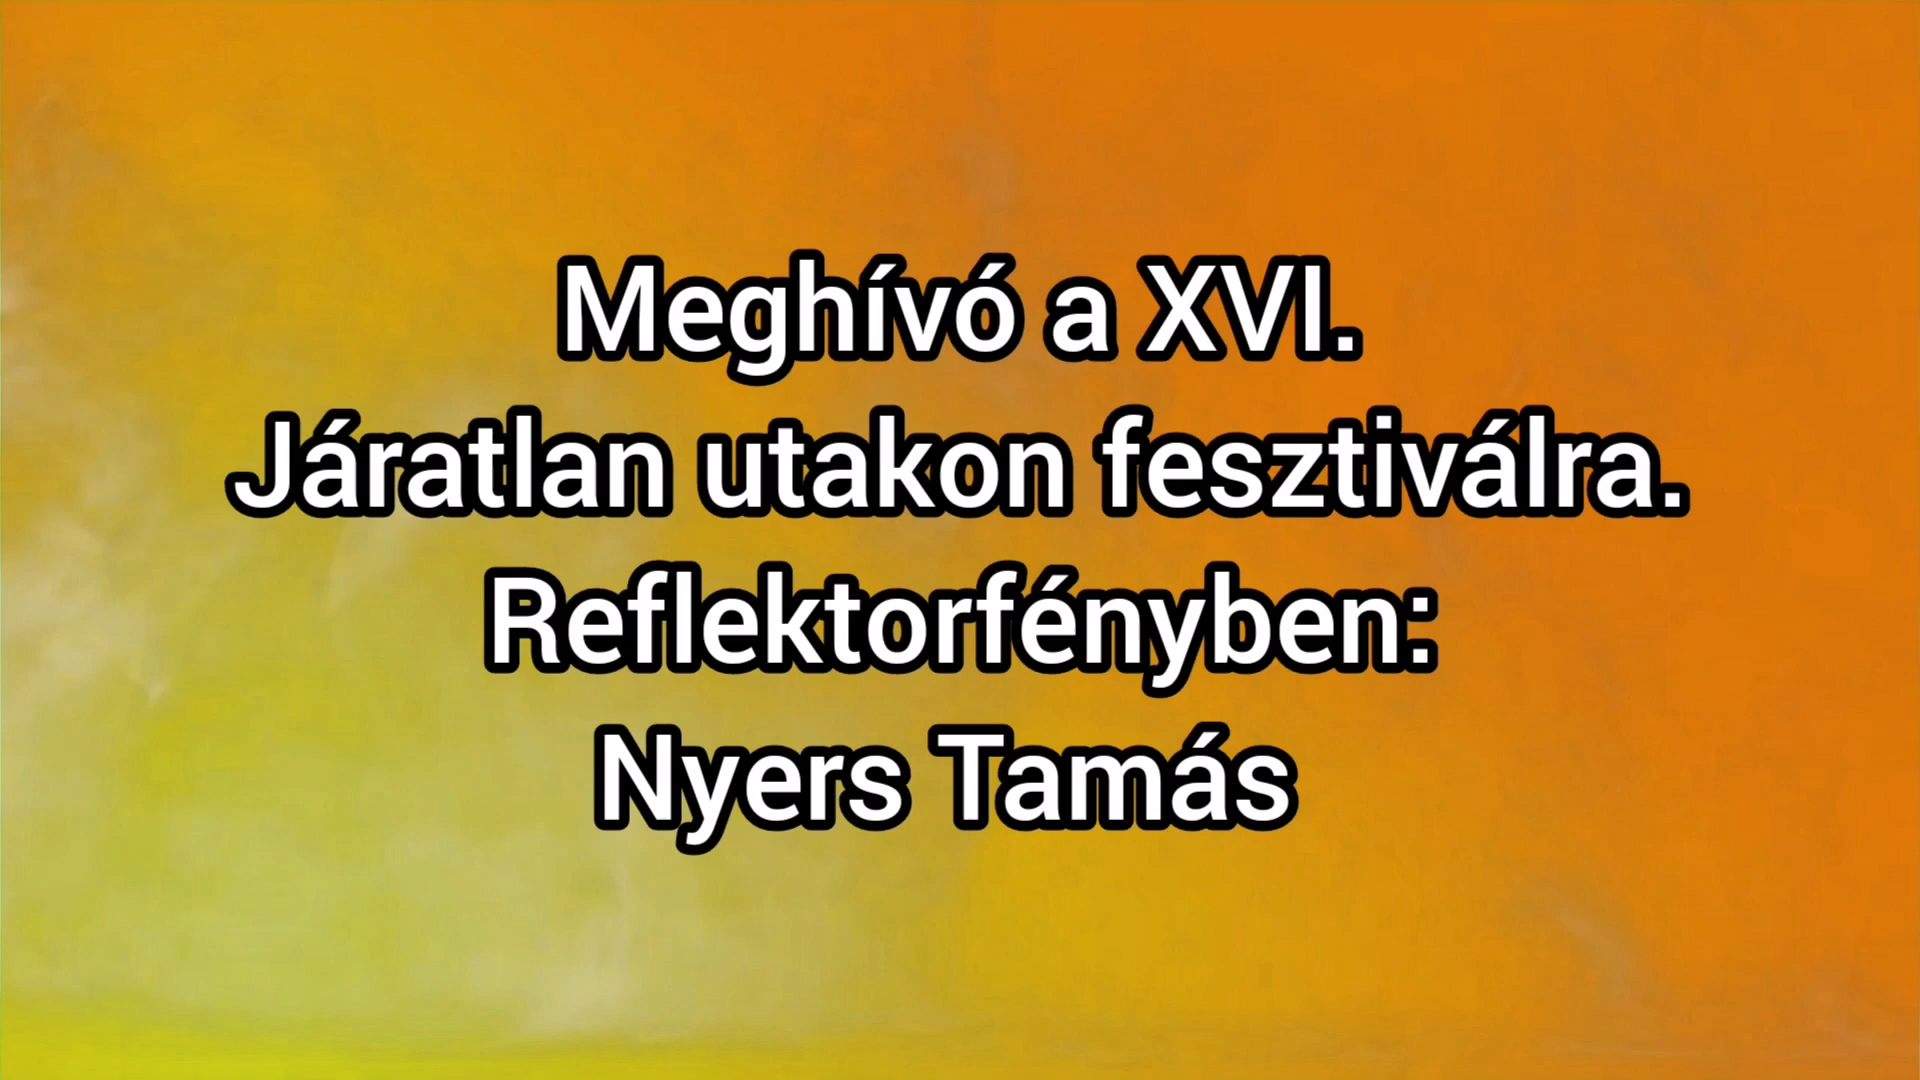 Meghívó a XVI.
Járatlan utakon fesztiválra.
Reflektorfényben:
Nyers Tamás